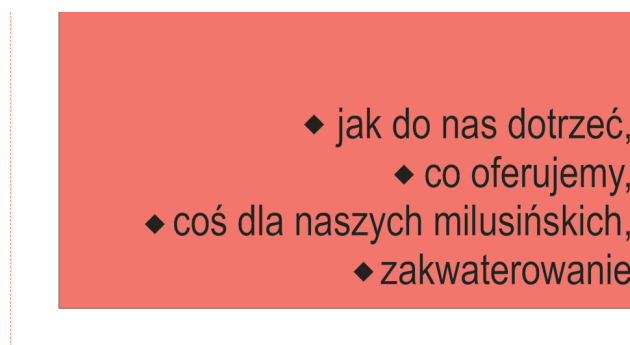 ◆ jak do nas dotrzeć,
◆ co oferujemy,
◆ coś dla naszych milusińskich,
◆ zakwaterowanie